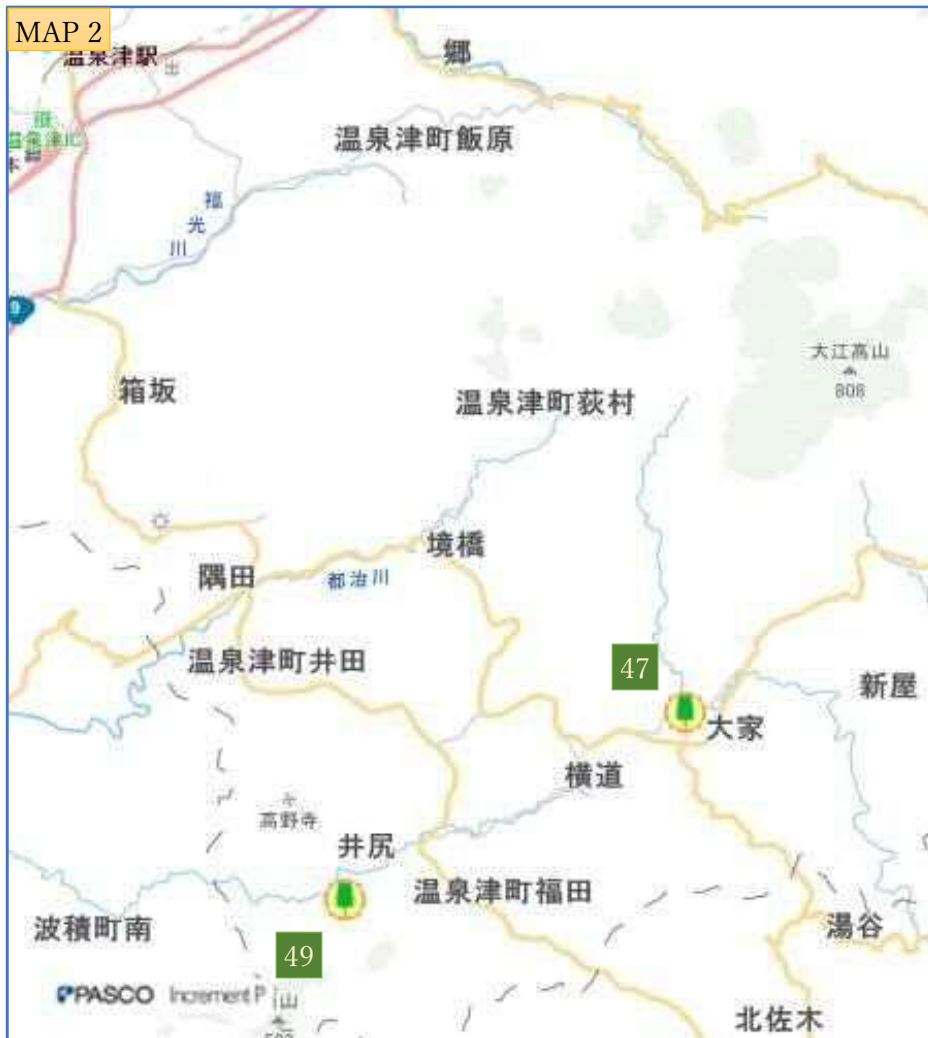 MAP 2
温泉津駅
郷
温泉津町飯原
福光川
9
大江高山
808
箱坂
温泉津町荻村
境橋
隅田
都治川
温泉津町井田
47
新屋
大家
横道
高野寺
井尻
温泉津町福田
波積町南
湯谷
49
PASCO Increment P
山
北佐木